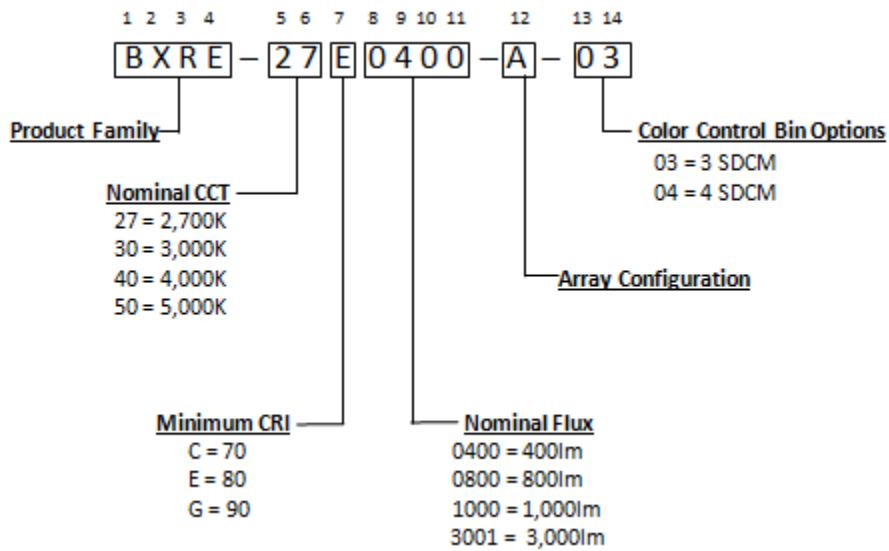 1 2 3 4 5 6 7 8 9 10 11 12 13 14
BXRE – 27 E 0400 – A – 03
Product Family
Color Control Bin Options
03 = 3 SDCM
04 = 4 SDCM
Nominal CCT
27 = 2,700K
30 = 3,000K
40 = 4,000K
50 = 5,000K
Array Configuration
Minimum CRI
C = 70
E = 80
G = 90
Nominal Flux
0400 = 400lm
0800 = 800lm
1000 = 1,000lm
3001 = 3,000lm